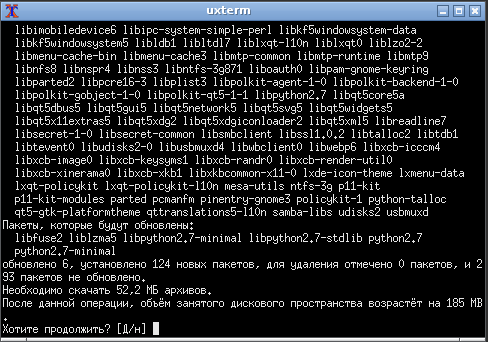 uxterm
libimobiledevice6 libipc-system-simple-perl libkf5windowsystem-data
libkf5windowsystem5 libldb1 libltdl7 liblxqt-l10n liblxqt0 liblzo2-2
libmenu-cache-bin libmenu-cache3 libmtp-common libmtp-runtime libmtp9
libnfs8 libnspr4 libnss3 libntfs-3g871 liboauth0 libpam-gnome-keyring
libparted2 libpcre16-3 libplist3 libpolkit-agent-1-0 libpolkit-backend-1-0
libpolkit-gobject-1-0 libpolkit-qt5-1-1 libpython2.7 libqt5core5a
libqt5dbus5 libqt5gui5 libqt5network5 libqt5svg5 libqt5widgets5
libqt5x11extras5 libqt5xdg2 libqt5xdgiconloader2 libqt5xml5 libreadline7
libsecret-1-0 libsecret-common libsmbclient libssl1.0.2 libtalloc2 libtdb1
libtevent0 libudisks2-0 libusbmuxd4 libwbclient0 libwebp6 libxcb-icccm4
libxcb-image0 libxcb-keysyms1 libxcb-randr0 libxcb-render-util0
libxcb-xinerama0 libxcb-xkb1 libxkbcommon-x11-0 lxde-icon-theme lxmenu-data
lxqt-policykit lxqt-policykit-l10n mesa-utils ntfs-3g p11-kit
p11-kit-modules parted pcmanfm pinentry-gnome3 policykit-1 python-talloc
qt5-gtk-platformtheme qttranslations5-l10n samba-libs udisks2 usbmuxd
Пакеты, которые будут обновлены:
libfuse2 liblzma5 libpython2.7-minimal libpython2.7-stdlib python2.7
python2.7-minimal
обновлено 6, установлено 124 новых пакетов, для удаления отмечено 0 пакетов, и 2
93 пакетов не обновлено.
Необходимо скачать 52,2 МБ архивов.
После данной операции, объём занятого дискового пространства возрастёт на 185 MB
.
Хотите продолжить? [Д/н]